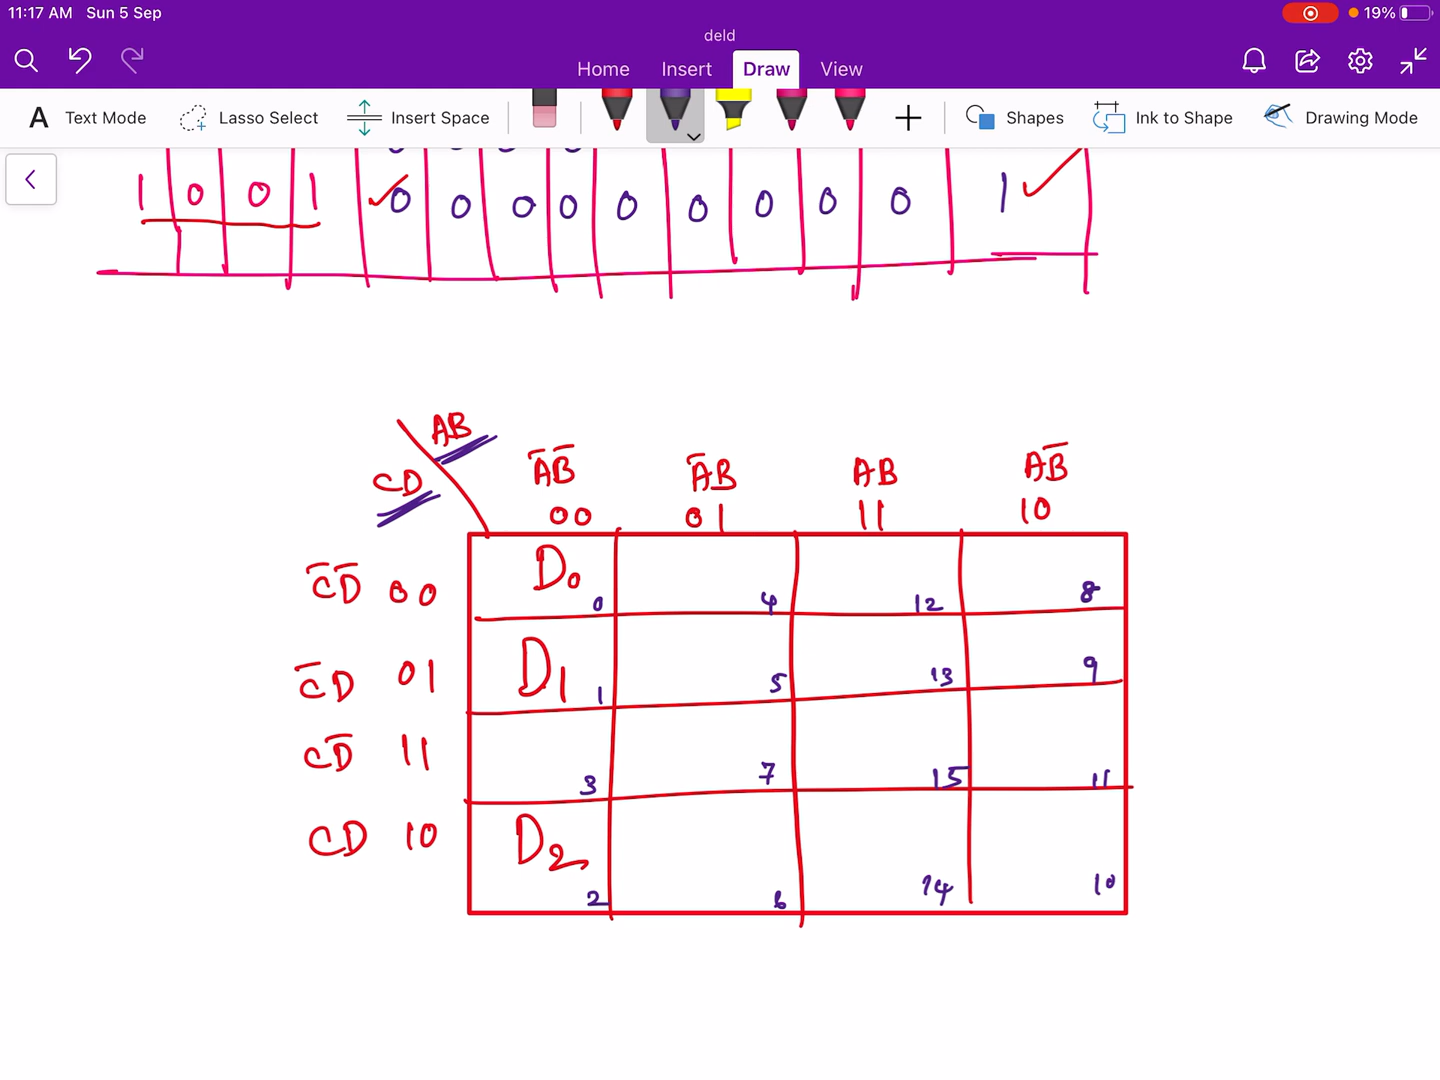 11:17 AM Sun 5 Sep 19%
deld
Home Insert Draw View
A Text Mode Lasso Select Insert Space Shapes Ink to Shape Drawing Mode
1 0 0 1 0 0 0 0 0 0 0 0 0 1
AB
CD
A̅B̅ A̅B AB AB̅
00 01 11 10
C̅D̅ 00 D₀ 0 4 12 8
C̅D 01 D₁ 1 5 13 9
CD̅ 11 3 7 15 11
CD 10 D₂ 2 6 14 10